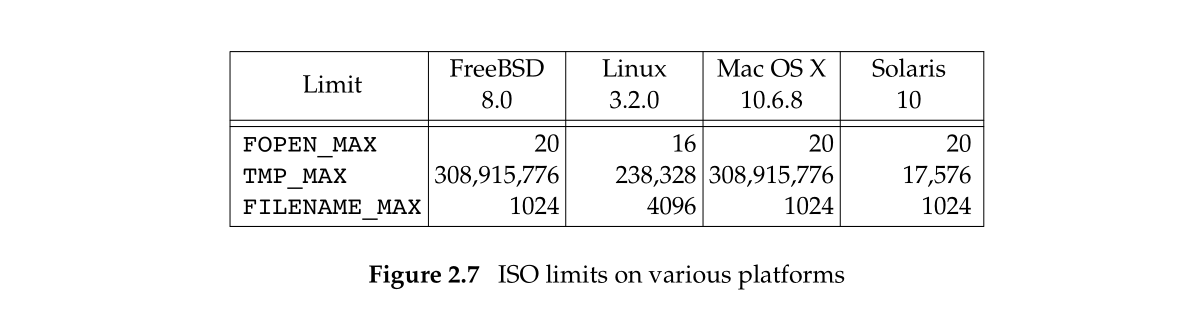 Limit FreeBSD Linux Mac OS X Solaris
8.0 3.2.0 10.6.8 10
FOPEN_MAX 20 16 20 20
TMP_MAX 308,915,776 238,328 308,915,776 17,576
FILENAME_MAX 1024 4096 1024 1024
Figure 2.7 ISO limits on various platforms